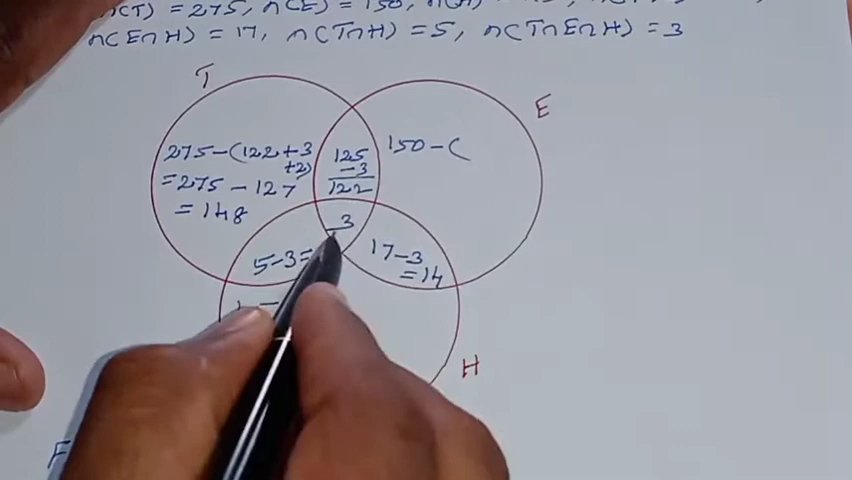 n(T) = 275, n(E) = 150,
n(E∩H) = 17, n(T∩H) = 5, n(T∩E∩H) = 3
T
E
275-(122+3
+2)
=275-127
=148
125
-3
122
150-(
3
5-3=
17-3
=14
H